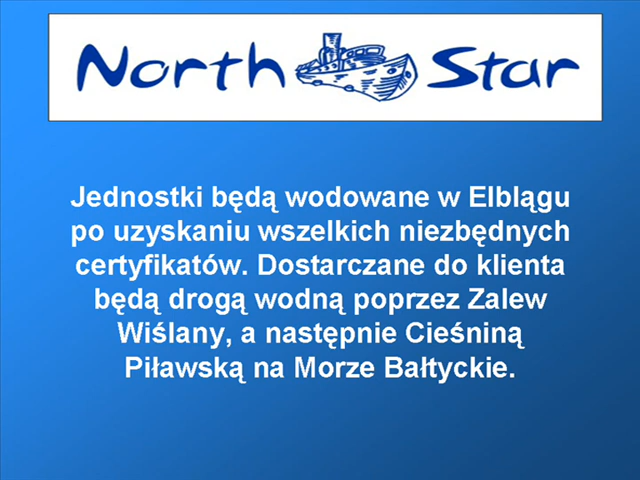 North Star
Jednostki będą wodowane w Elblągu
po uzyskaniu wszelkich niezbędnych
certyfikatów. Dostarczane do klienta
będą drogą wodną poprzez Zalew
Wiślany, a następnie Cieśniną
Piławską na Morze Bałtyckie.